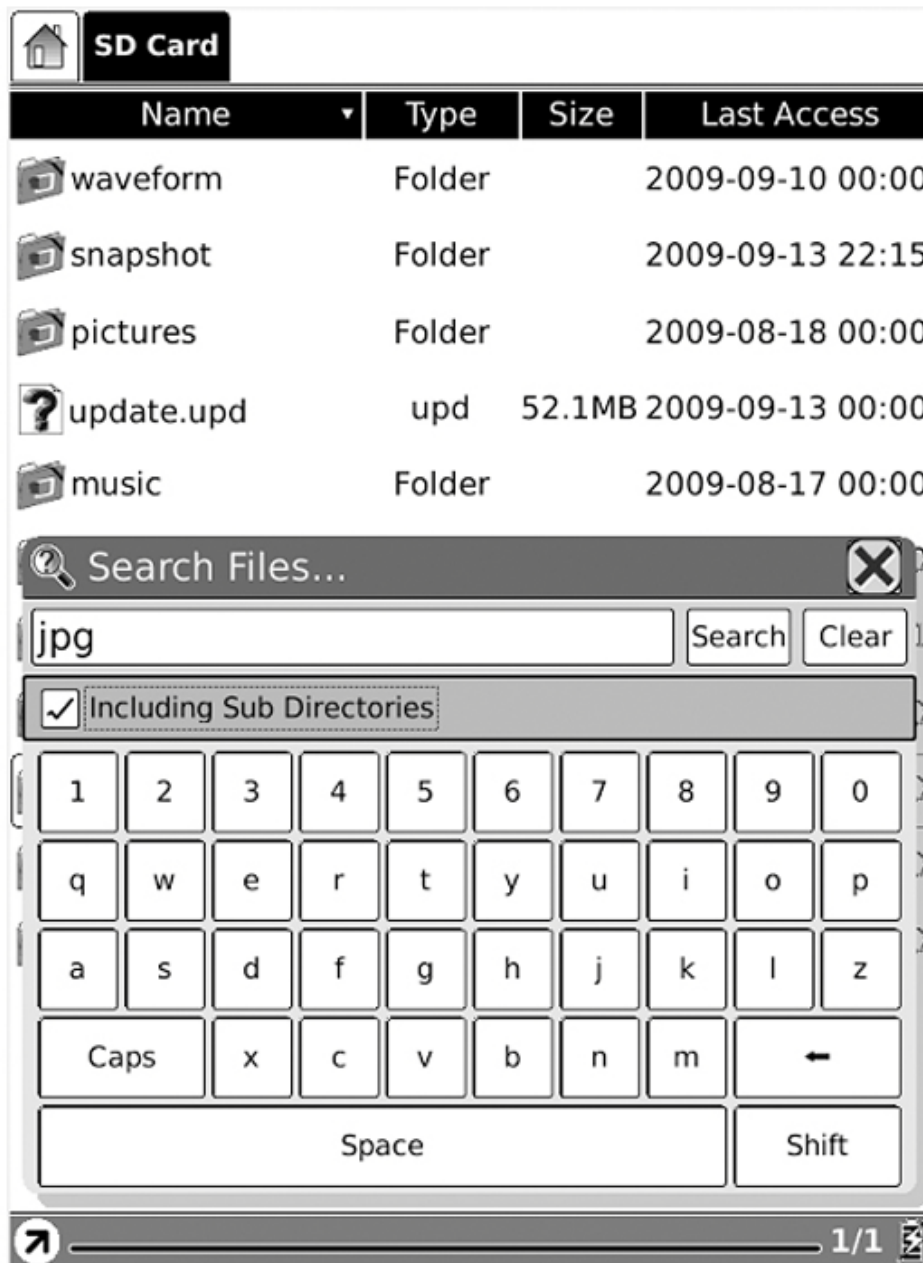 SD Card
Name Type Size Last Access
waveform Folder 2009-09-10 00:00
snapshot Folder 2009-09-13 22:15
pictures Folder 2009-08-18 00:00
update.upd upd 52.1MB 2009-09-13 00:00
music Folder 2009-08-17 00:00
Search Files...
jpg Search Clear
Including Sub Directories
1 2 3 4 5 6 7 8 9 0
q w e r t y u i o p
a s d f g h j k l z
Caps x c v b n m
Space Shift
1/1